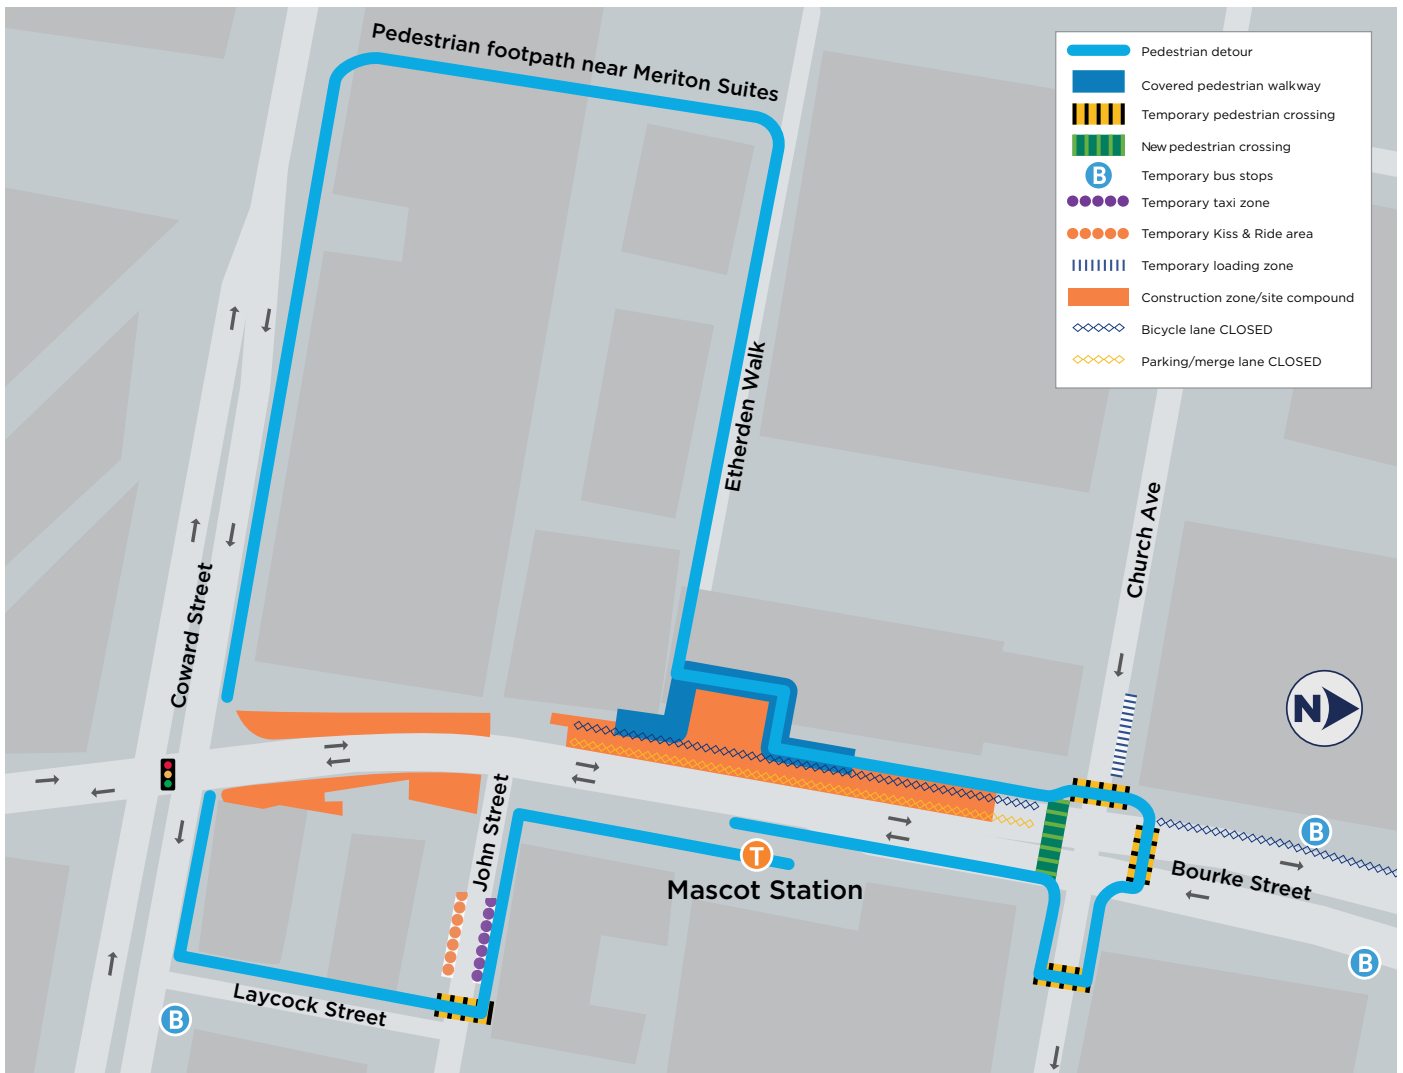 Pedestrian footpath near Meriton Suites
Pedestrian detour
Covered pedestrian walkway
Temporary pedestrian crossing
New pedestrian crossing
B
Temporary bus stops
Temporary taxi zone
Temporary Kiss & Ride area
Temporary loading zone
Construction zone/site compound
Bicycle lane CLOSED
Parking/merge lane CLOSED
Etherden Walk
Church Ave
Coward Street
N
John Street
B
T
Mascot Station
Bourke Street
B
Laycock Street
B